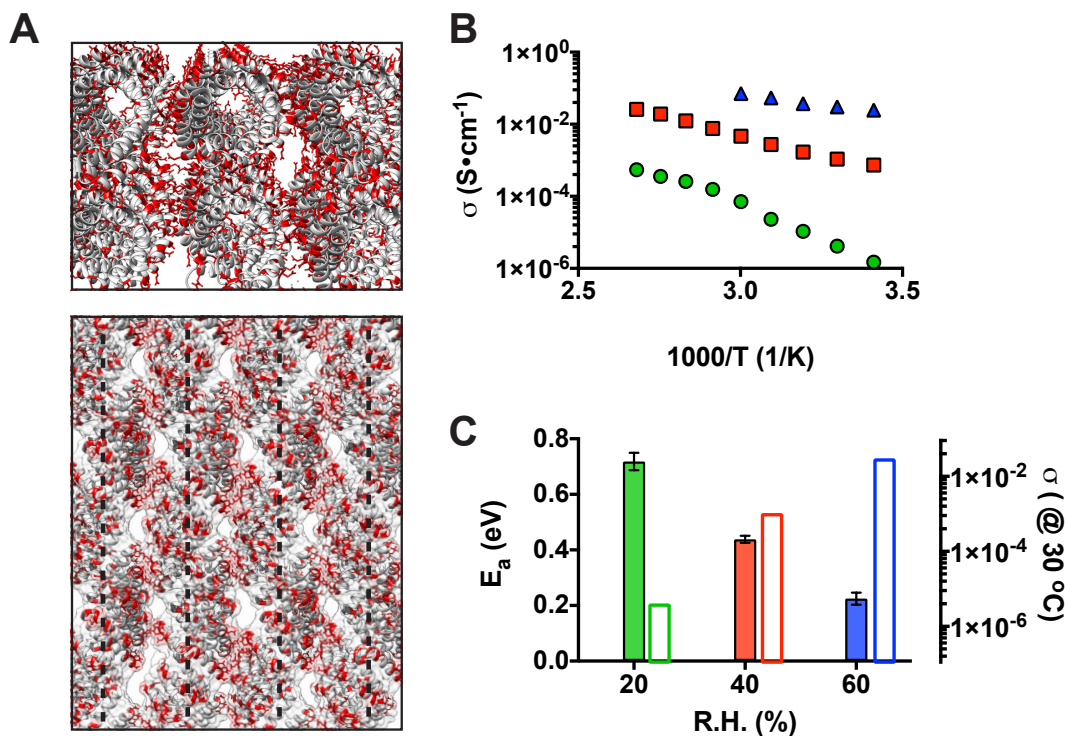 A
B
σ (S•cm⁻¹)
1×10⁰
1×10⁻²
1×10⁻⁴
1×10⁻⁶
2.5 3.0 3.5
1000/T (1/K)
C
Eₐ (eV)
0.8
0.6
0.4
0.2
0.0
20 40 60
R.H. (%)
1×10⁻²
1×10⁻⁴
1×10⁻⁶
σ (@ 30 ºC)